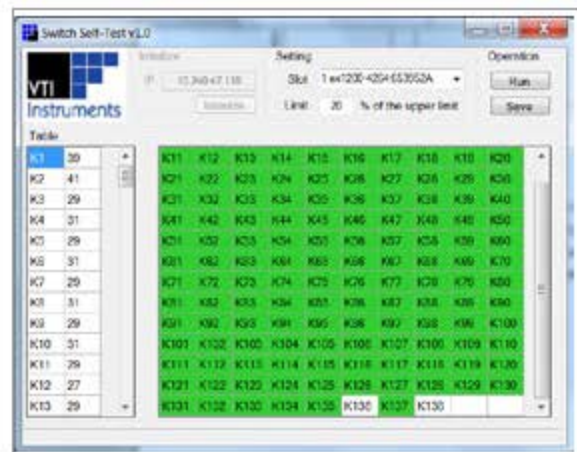 Switch Self-Test v1.0
VTI
Instruments
Setting
Operation
Slot
Run
Limit 20 % of the upper limit
Save
Table
K1 39
K2 41
K3 29
K4 31
K5 29
K6 31
K7 29
K8 31
K9 29
K10 31
K11 29
K12 27
K13 29
K11 K12 K13 K14 K15 K16 K17 K18 K19 K20
K21 K22 K23 K24 K25 K26 K27 K28 K29 K30
K31 K32 K33 K34 K35 K36 K37 K38 K39 K40
K41 K42 K43 K44 K45 K46 K47 K48 K49 K50
K51 K52 K53 K54 K55 K56 K57 K58 K59 K60
K61 K62 K63 K64 K65 K66 K67 K68 K69 K70
K71 K72 K73 K74 K75 K76 K77 K78 K79 K80
K81 K82 K83 K84 K85 K86 K87 K88 K89 K90
K91 K92 K93 K94 K95 K96 K97 K98 K99 K100
K101 K102 K103 K104 K105 K106 K107 K108 K109 K110
K111 K112 K113 K114 K115 K116 K117 K118 K119 K120
K121 K122 K123 K124 K125 K126 K127 K128 K129 K130
K131 K132 K133 K134 K135 K136 K137 K138